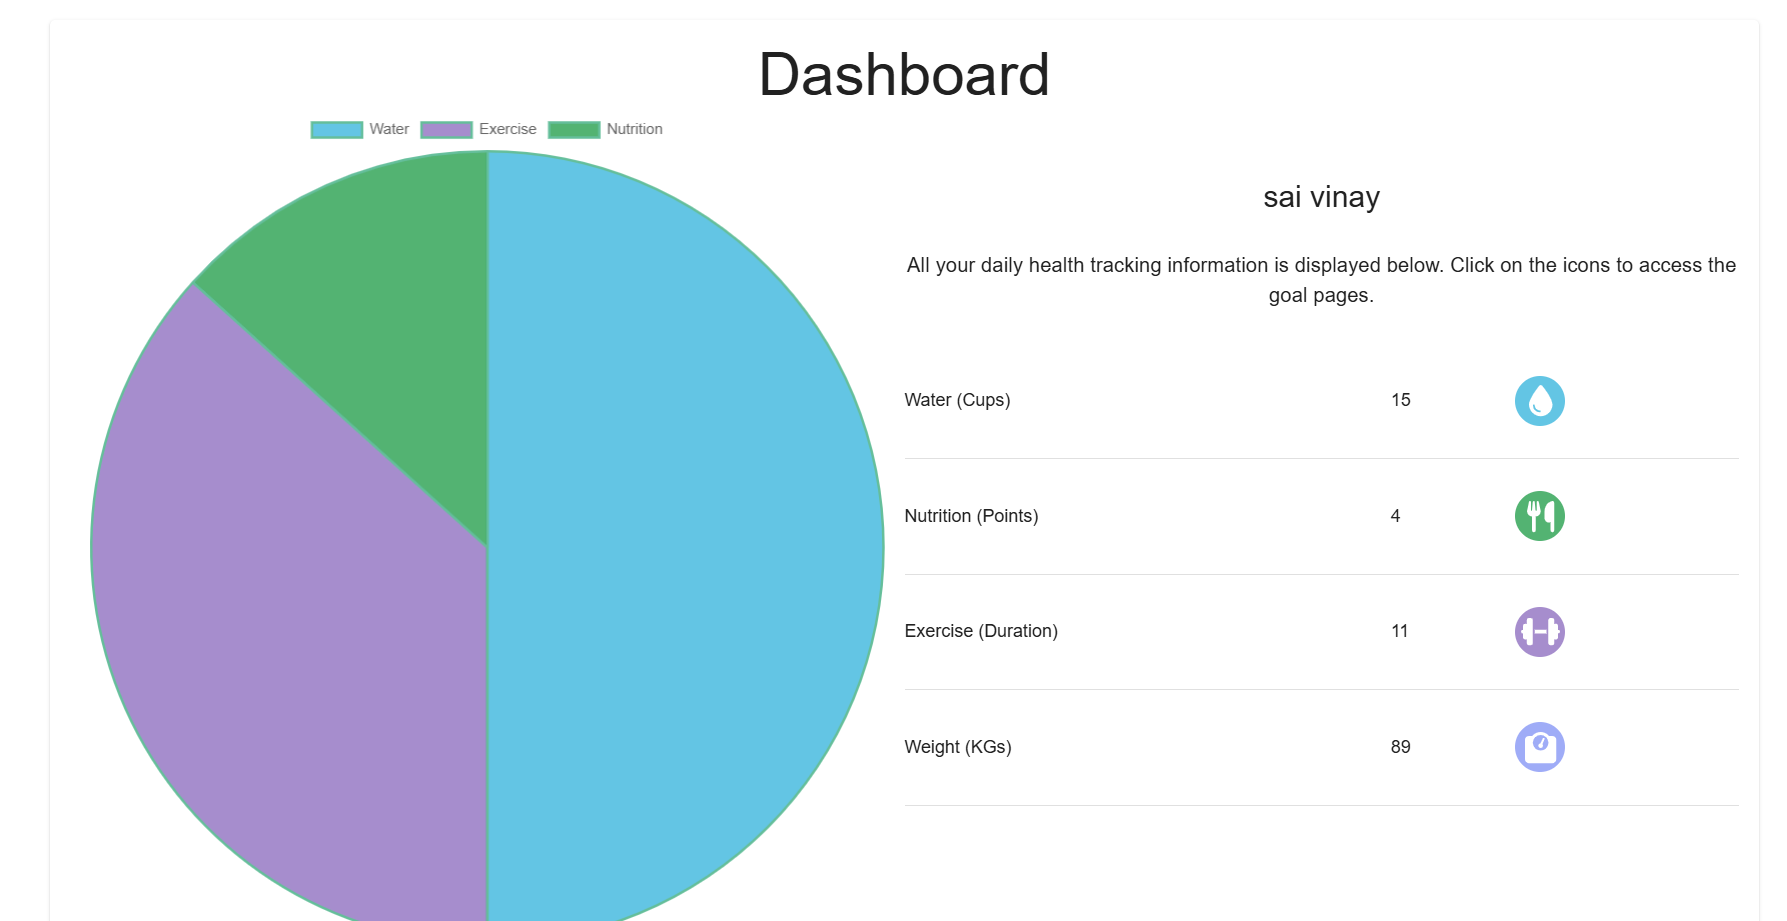 Dashboard
Water Exercise Nutrition
sai vinay
All your daily health tracking information is displayed below. Click on the icons to access the
goal pages.
Water (Cups) 15
Nutrition (Points) 4
Exercise (Duration) 11
Weight (KGs) 89